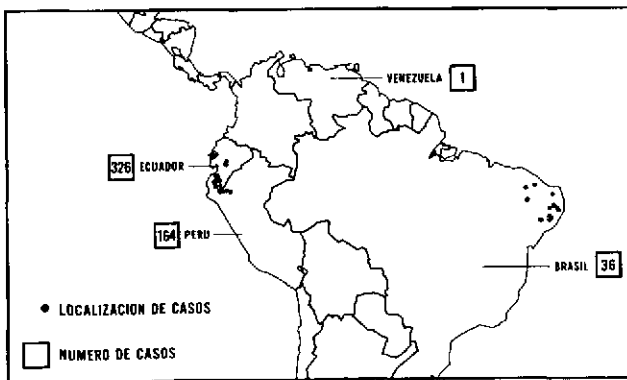 VENEZUELA 1
326 ECUADOR
164 PERU
BRASIL 36
LOCALIZACION DE CASOS
NUMERO DE CASOS